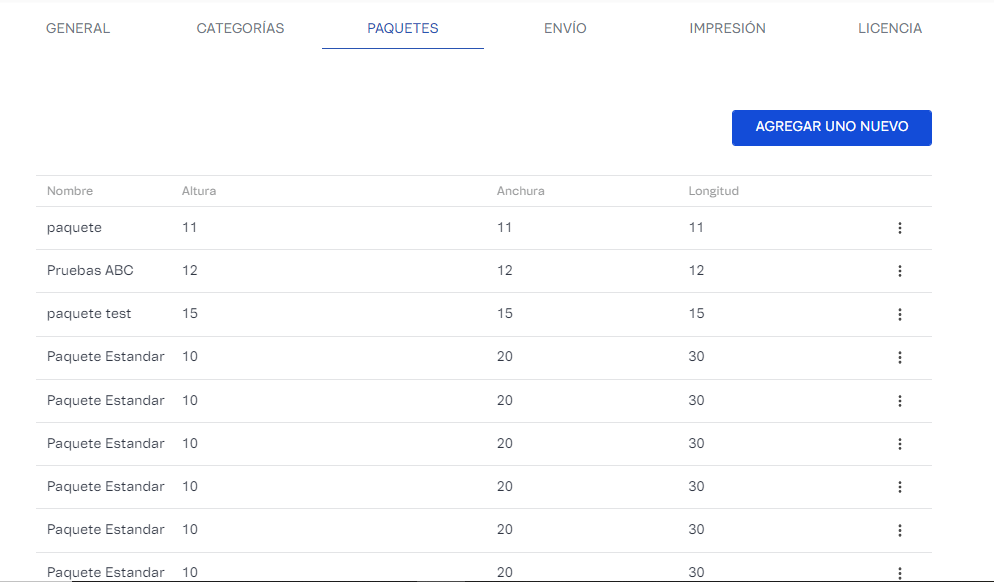 GENERAL CATEGORÍAS PAQUETES ENVÍO IMPRESIÓN LICENCIA
AGREGAR UNO NUEVO
Nombre Altura Anchura Longitud
paquete 11 11 11
Pruebas ABC 12 12 12
paquete test 15 15 15
Paquete Estandar 10 20 30
Paquete Estandar 10 20 30
Paquete Estandar 10 20 30
Paquete Estandar 10 20 30
Paquete Estandar 10 20 30
Paquete Estandar 10 20 30